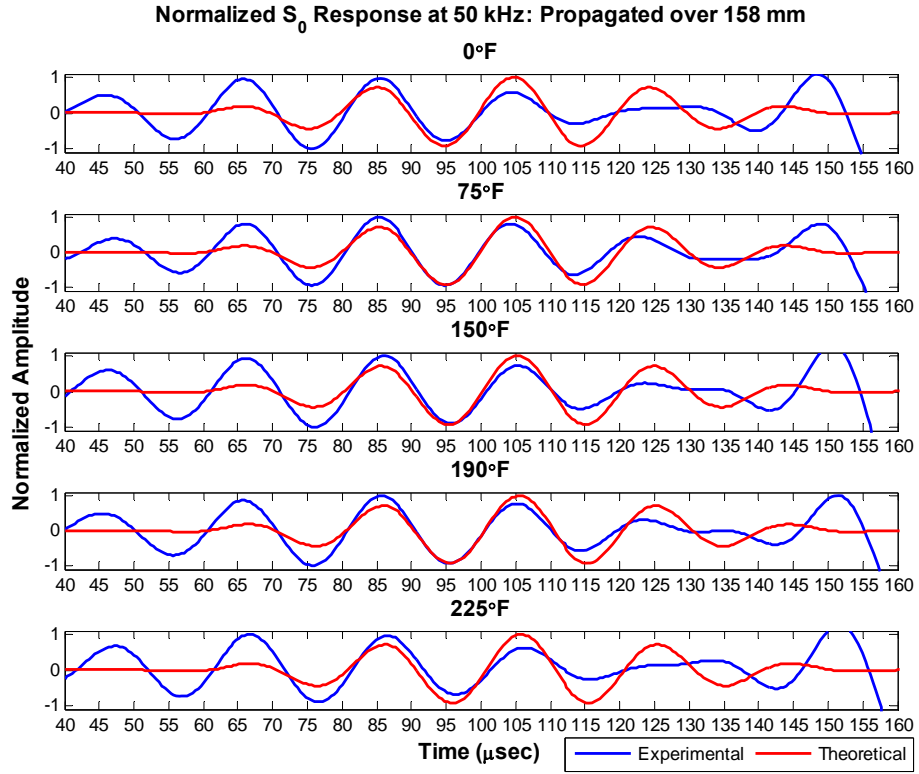 Normalized S0 Response at 50 kHz: Propagated over 158 mm
0°F
1
0
-1
40 45 50 55 60 65 70 75 80 85 90 95 100 105 110 115 120 125 130 135 140 145 150 155 160
75°F
1
0
-1
40 45 50 55 60 65 70 75 80 85 90 95 100 105 110 115 120 125 130 135 140 145 150 155 160
150°F
1
0
-1
40 45 50 55 60 65 70 75 80 85 90 95 100 105 110 115 120 125 130 135 140 145 150 155 160
190°F
1
0
-1
40 45 50 55 60 65 70 75 80 85 90 95 100 105 110 115 120 125 130 135 140 145 150 155 160
225°F
1
0
-1
40 45 50 55 60 65 70 75 80 85 90 95 100 105 110 115 120 125 130 135 140 145 150 155 160
Normalized Amplitude
Time (μsec)
Experimental
Theoretical